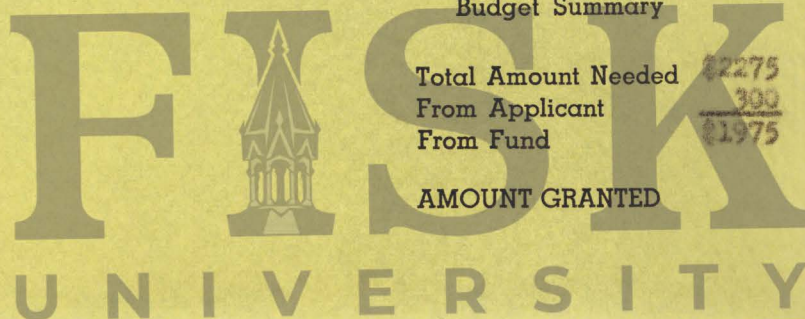 Budget Summary
Total Amount Needed $2275
From Applicant 300
From Fund $1975
AMOUNT GRANTED
FISK
UNIVERSITY